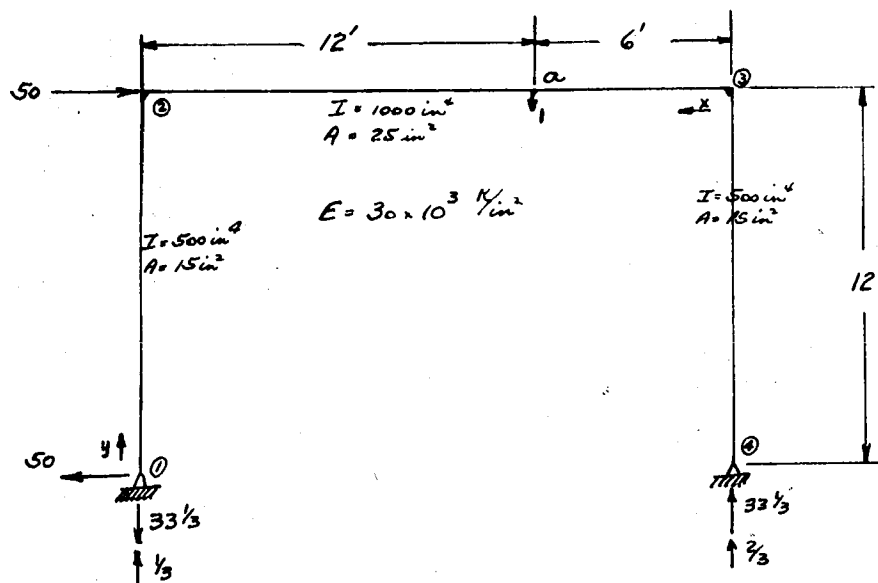 12'
6'
50
②
a
③
1
x
I = 1000 in⁴
A = 25 in²
E = 30 x 10³ K/in²
I = 500 in⁴
A = 15 in²
I = 500 in⁴
A = 15 in²
12
y
50
①
④
33 1/3
1/3
33 1/3
2/3